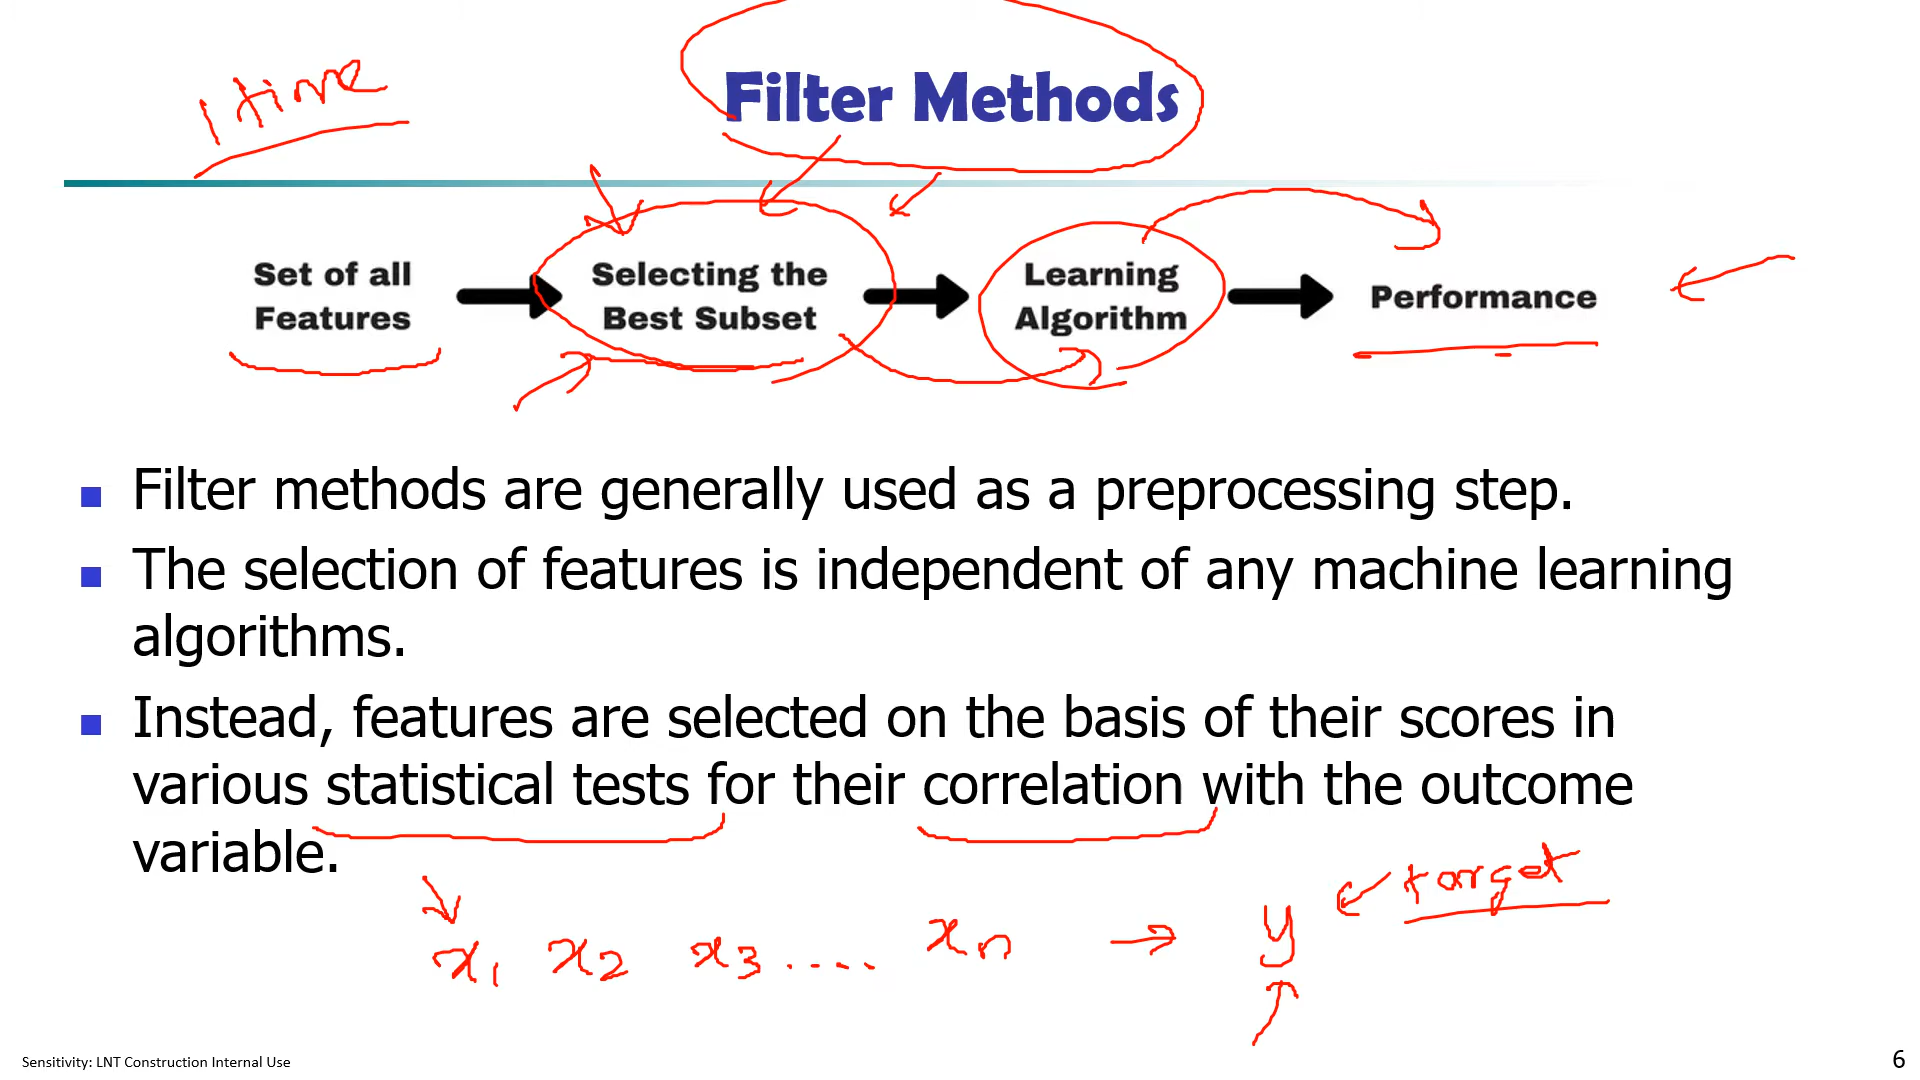 1 time
Filter Methods
Set of all
Features
Selecting the
Best Subset
Learning
Algorithm
Performance
Filter methods are generally used as a preprocessing step.
The selection of features is independent of any machine learning
algorithms.
Instead, features are selected on the basis of their scores in
various statistical tests for their correlation with the outcome
variable.
target
x1 x2 x3 .... xn → y
Sensitivity: LNT Construction Internal Use
6